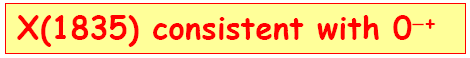 X(1835) consistent with 0⁻⁺